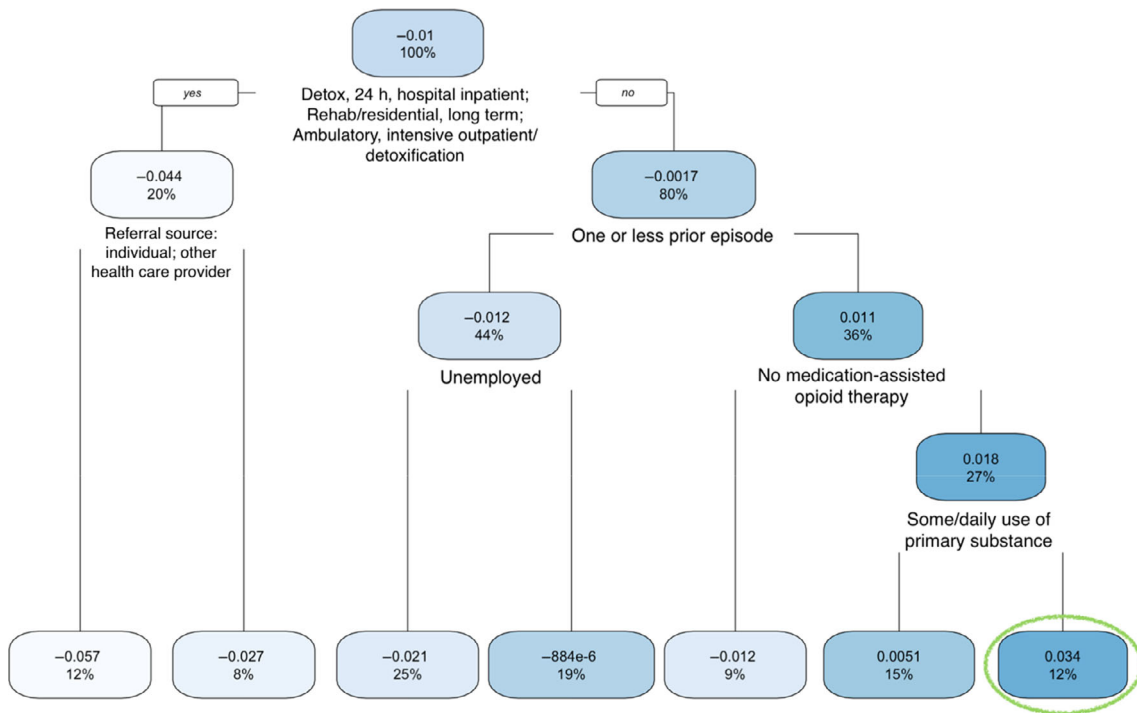 −0.01
100%
yes
no
Detox, 24 h, hospital inpatient;
Rehab/residential, long term;
Ambulatory, intensive outpatient/
detoxification
−0.044
20%
−0.0017
80%
Referral source:
individual; other
health care provider
One or less prior episode
−0.012
44%
0.011
36%
Unemployed
No medication-assisted
opioid therapy
0.018
27%
Some/daily use of
primary substance
−0.057
12%
−0.027
8%
−0.021
25%
−884e-6
19%
−0.012
9%
0.0051
15%
0.034
12%